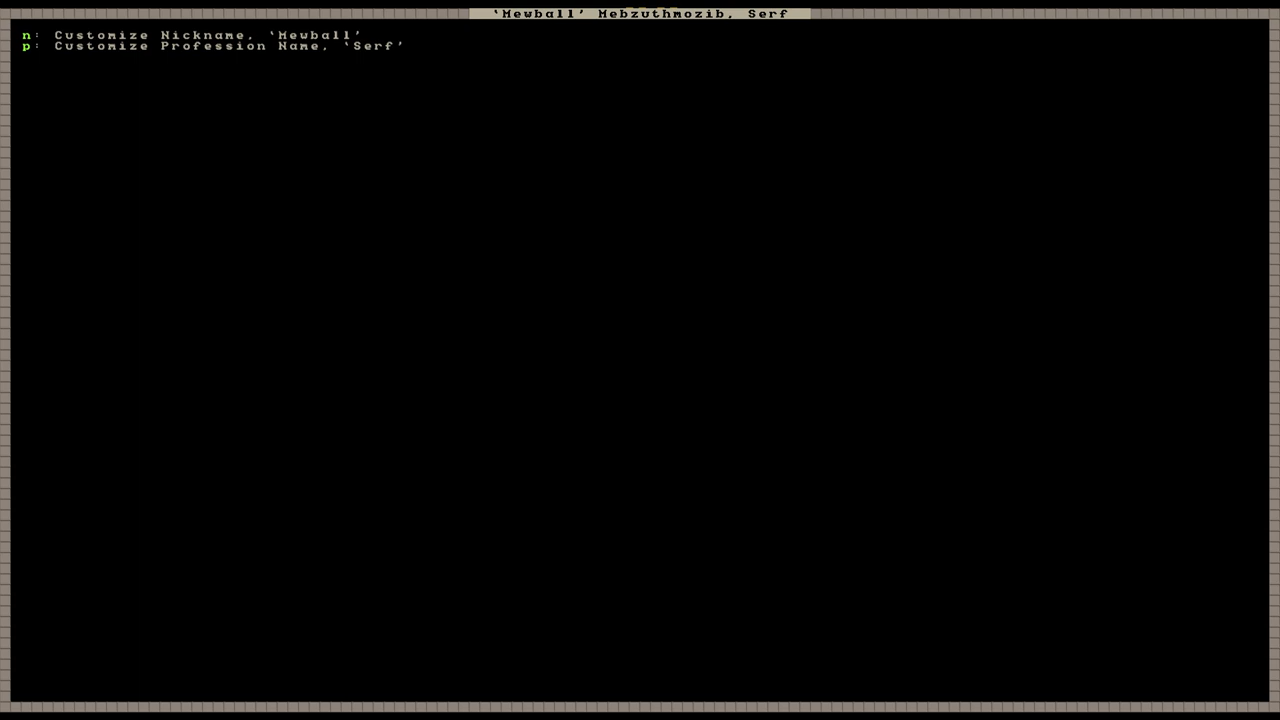 `Mewball' Mebzuthmozib, Serf
n: Customize Nickname, `Mewball'
p: Customize Profession Name, `Serf'